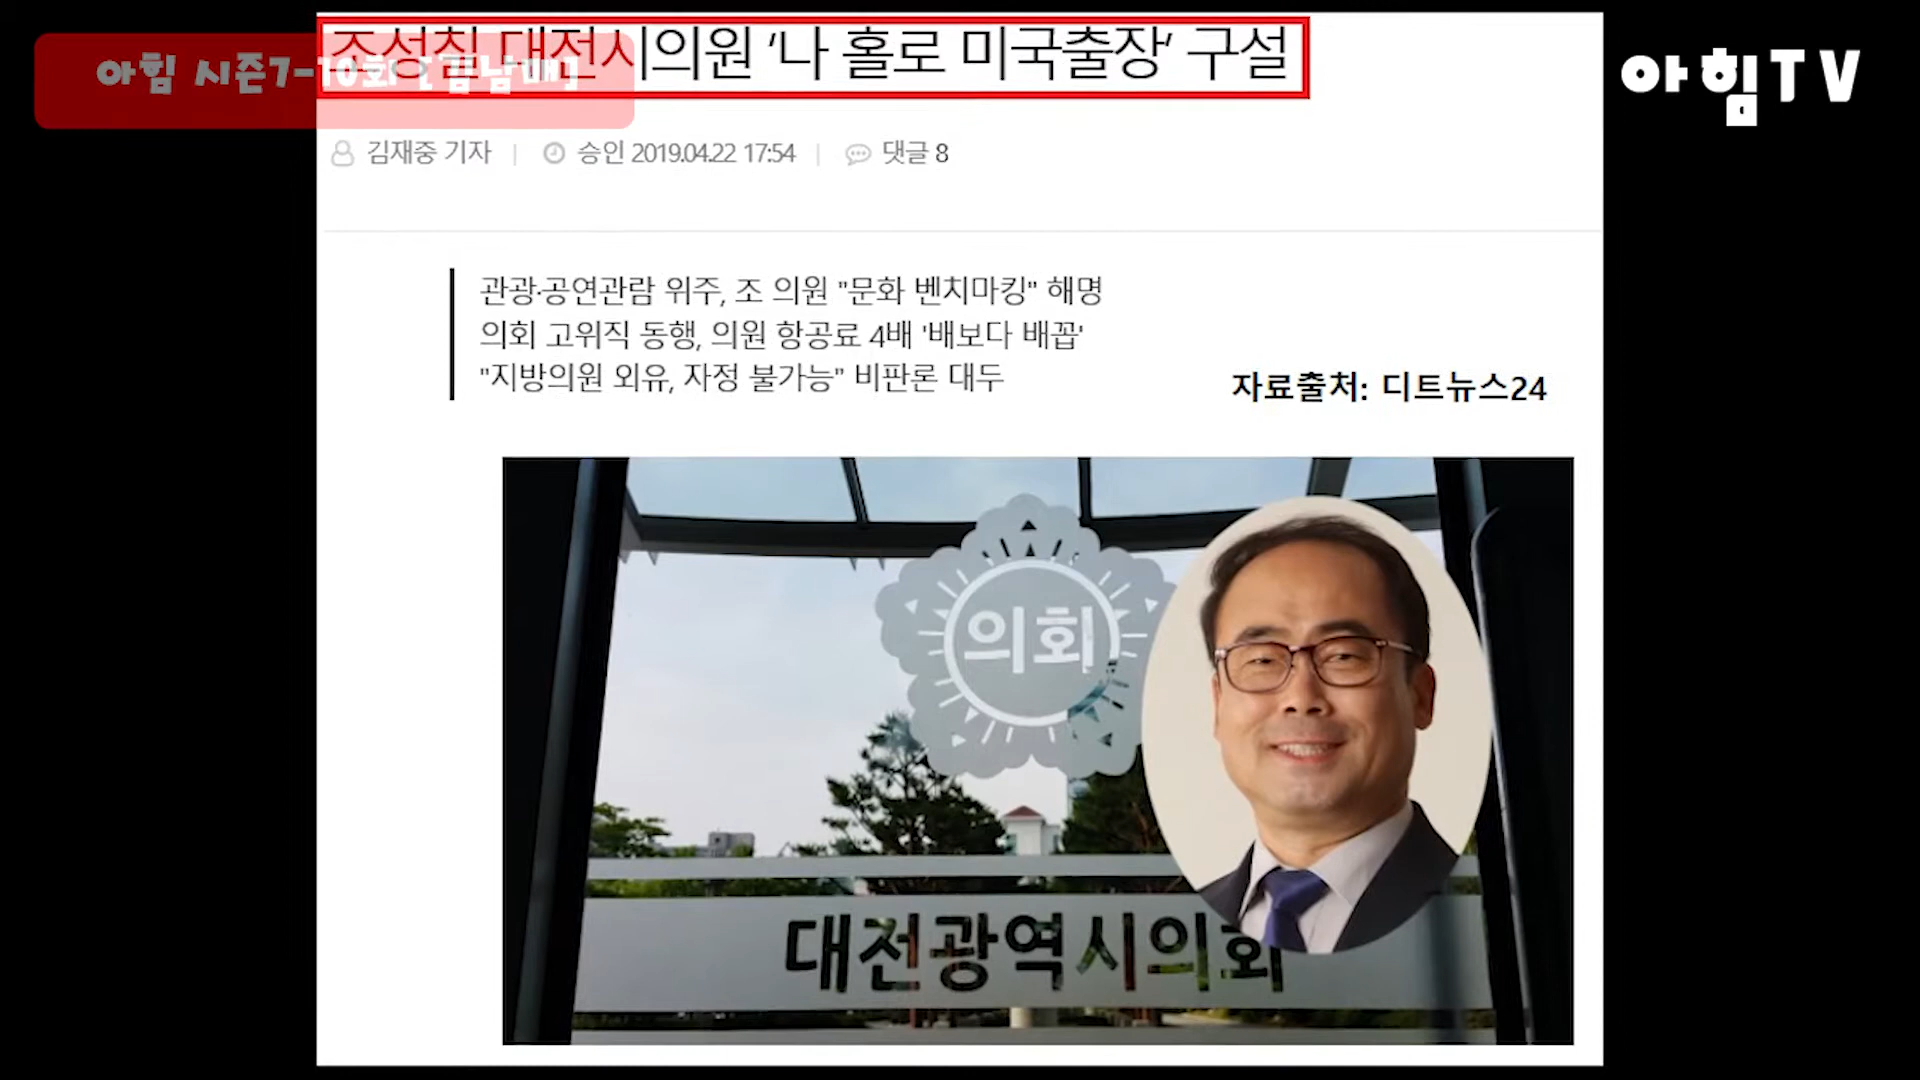 조성칠 대전시의원 '나 홀로 미국출장' 구설
아힘 시즌7-10회 [김남매]
아힘TV
김재중 기자 | 승인 2019.04.22 17:54 | 댓글 8
관광·공연관람 위주, 조 의원 "문화 벤치마킹" 해명
의회 고위직 동행, 의원 항공료 4배 '배보다 배꼽'
"지방의원 외유, 자정 불가능" 비판론 대두
자료출처: 디트뉴스24
의회
대전광역시의회